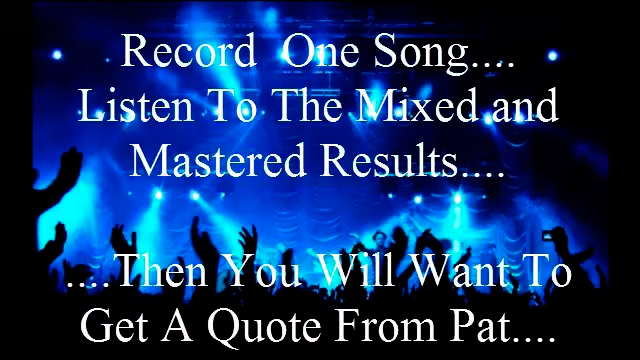 Record One Song....
Listen To The Mixed and
Mastered Results....
....Then You Will Want To
Get A Quote From Pat....